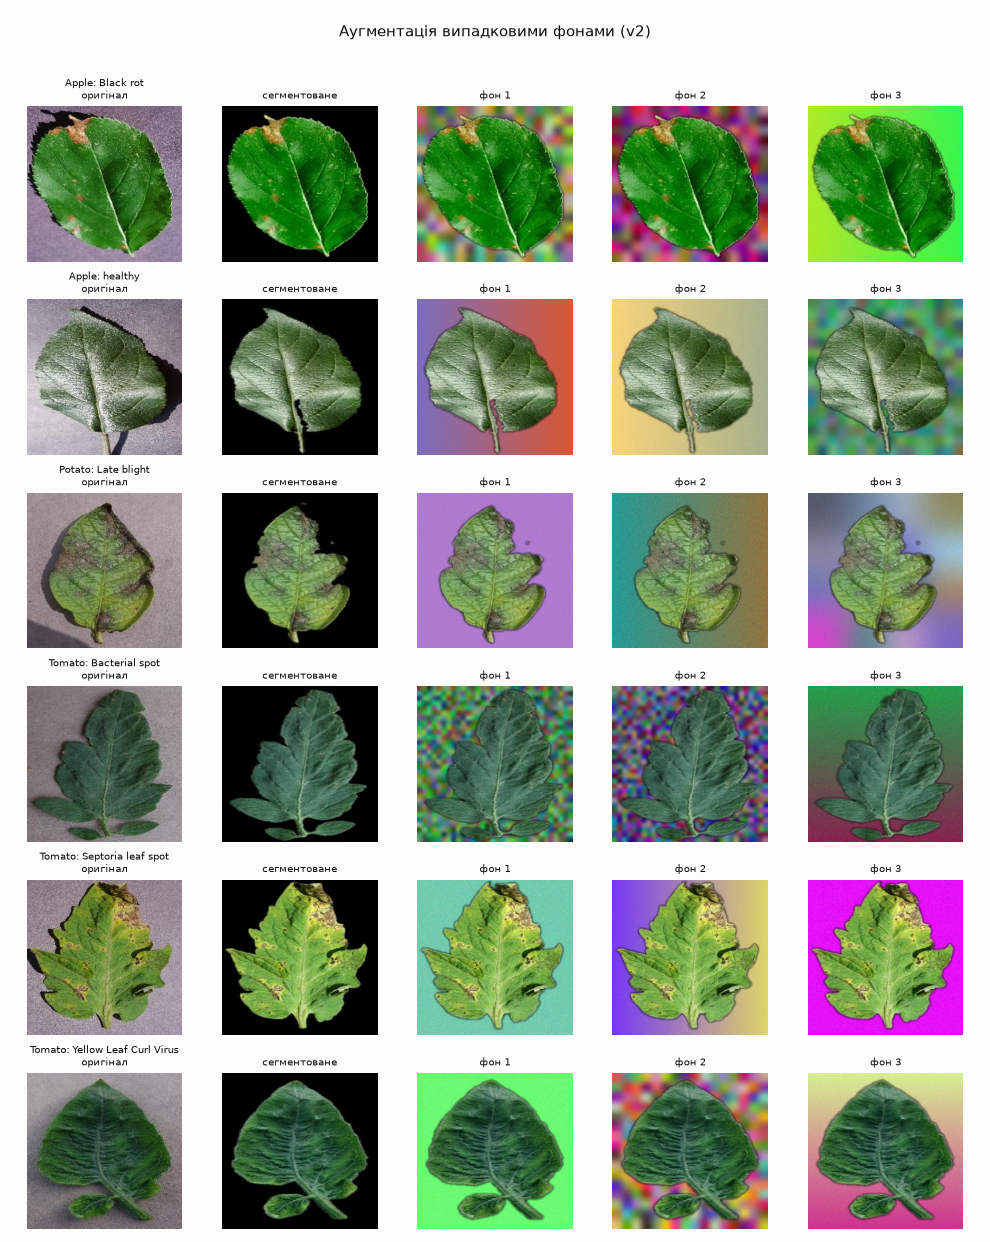 Аугментація випадковими фонами (v2)
Apple: Black rot
оригінал
сегментоване
фон 1
фон 2
фон 3
Apple: healthy
оригінал
сегментоване
фон 1
фон 2
фон 3
Potato: Late blight
оригінал
сегментоване
фон 1
фон 2
фон 3
Tomato: Bacterial spot
оригінал
сегментоване
фон 1
фон 2
фон 3
Tomato: Septoria leaf spot
оригінал
сегментоване
фон 1
фон 2
фон 3
Tomato: Yellow Leaf Curl Virus
оригінал
сегментоване
фон 1
фон 2
фон 3